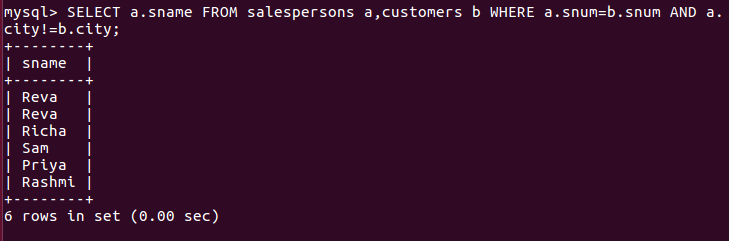 mysql> SELECT a.sname FROM salespersons a,customers b WHERE a.snum=b.snum AND a.
city!=b.city;
+--------+
| sname  |
+--------+
| Reva   |
| Reva   |
| Richa  |
| Sam    |
| Priya  |
| Rashmi |
+--------+
6 rows in set (0.00 sec)